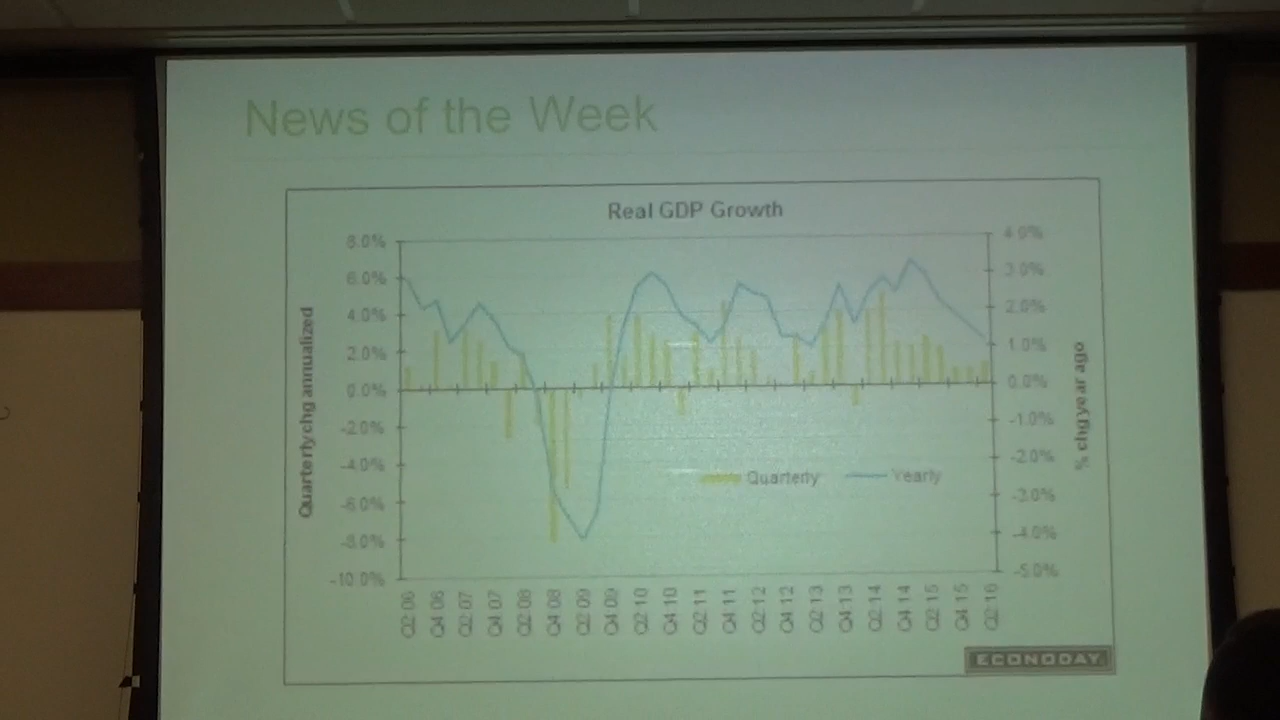 News of the Week
Real GDP Growth
Quarterly chg annualized
8.0%
6.0%
4.0%
2.0%
0.0%
-2.0%
-4.0%
-6.0%
-8.0%
-10.0%
4.0%
3.0%
2.0%
1.0%
0.0%
-1.0%
-2.0%
-3.0%
-4.0%
-5.0%
% chg year ago
Quarterly Yearly
Q2 06 Q4 06 Q2 07 Q4 07 Q2 08 Q4 08 Q2 09 Q4 09 Q2 10 Q4 10 Q2 11 Q4 11 Q2 12 Q4 12 Q2 13 Q4 13 Q2 14 Q4 14 Q2 15 Q4 15 Q2 16
ECONODAY